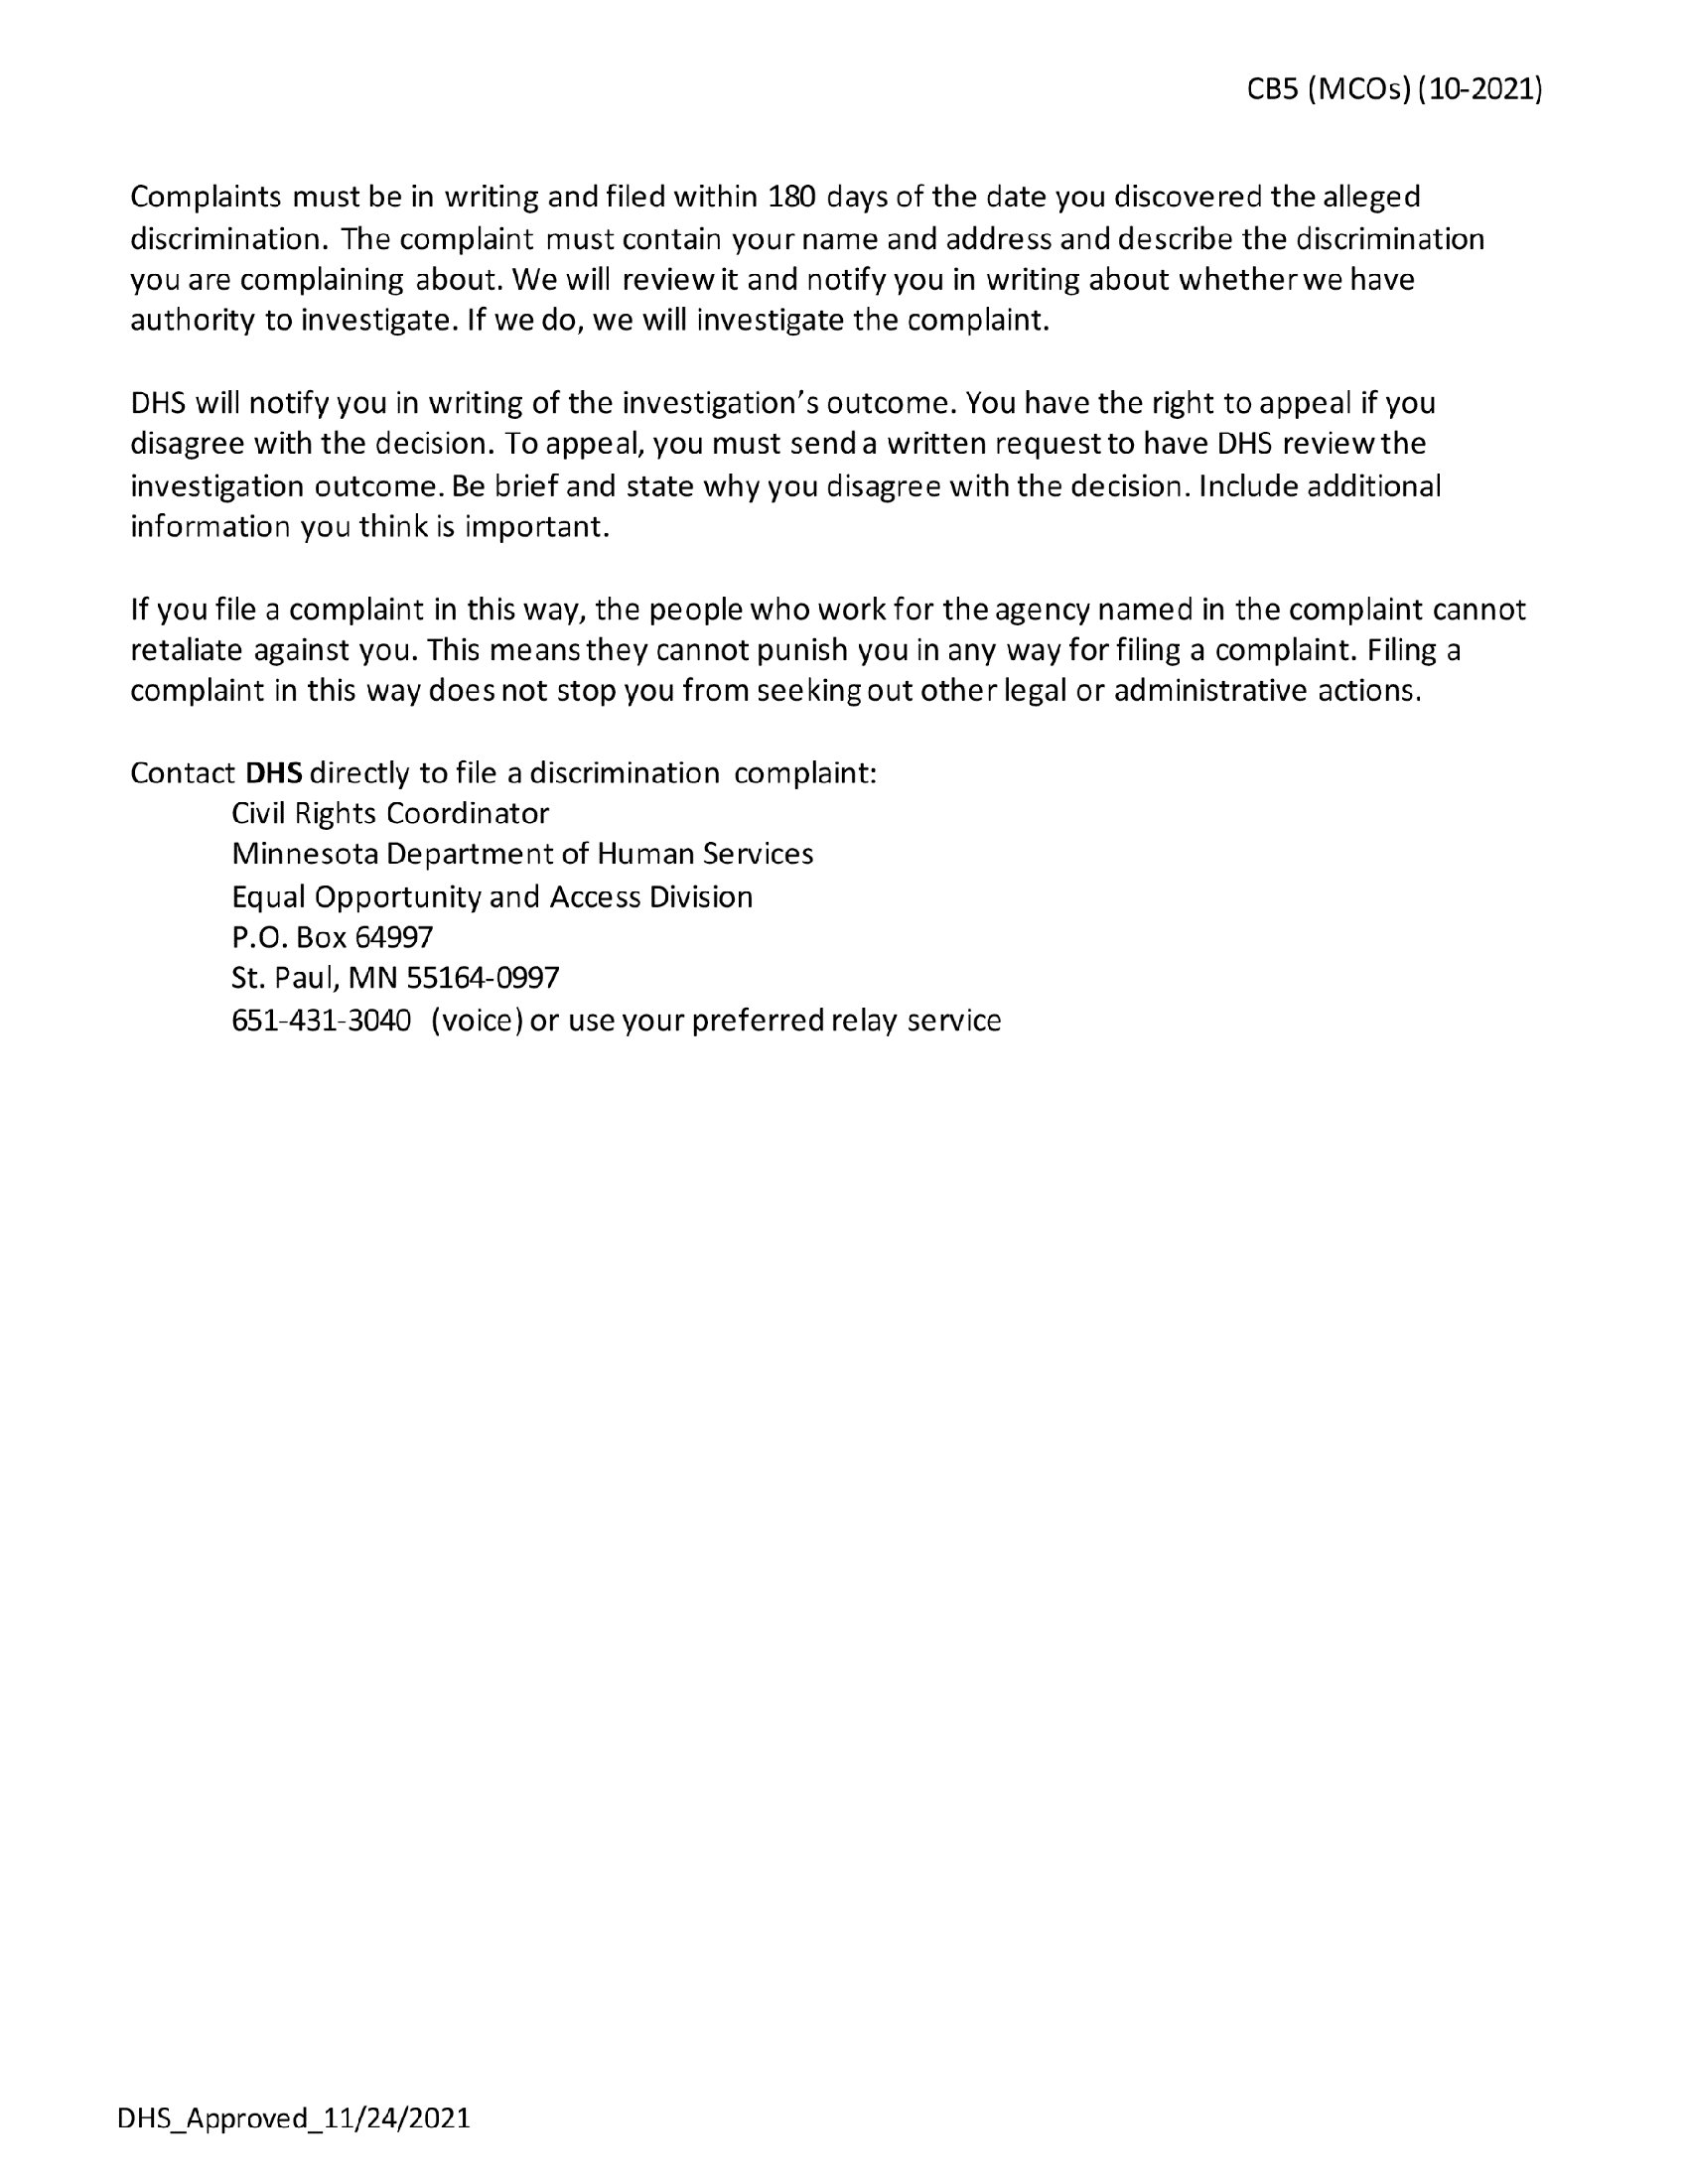 CB5 (MCOs) (10-2021)
Complaints must be in writing and filed within 180 days of the date you discovered the alleged
discrimination. The complaint must contain your name and address and describe the discrimination
you are complaining about. We will review it and notify you in writing about whether we have
authority to investigate. If we do, we will investigate the complaint.
DHS will notify you in writing of the investigation’s outcome. You have the right to appeal if you
disagree with the decision. To appeal, you must send a written request to have DHS review the
investigation outcome. Be brief and state why you disagree with the decision. Include additional
information you think is important.
If you file a complaint in this way, the people who work for the agency named in the complaint cannot
retaliate against you. This means they cannot punish you in any way for filing a complaint. Filing a
complaint in this way does not stop you from seeking out other legal or administrative actions.
Contact DHS directly to file a discrimination complaint:
Civil Rights Coordinator
Minnesota Department of Human Services
Equal Opportunity and Access Division
P.O. Box 64997
St. Paul, MN 55164-0997
651-431-3040 (voice) or use your preferred relay service
DHS_Approved_11/24/2021